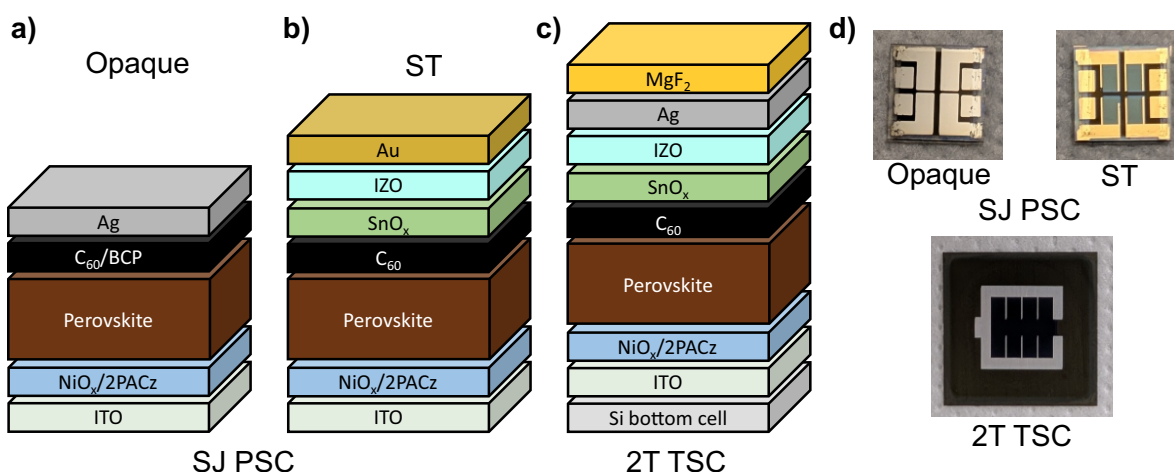 a)
Opaque
Ag
C₆₀/BCP
Perovskite
NiOₓ/2PACz
ITO
b)
ST
Au
IZO
SnOₓ
C₆₀
Perovskite
NiOₓ/2PACz
ITO
SJ PSC
c)
MgF₂
Ag
IZO
SnOₓ
C₆₀
Perovskite
NiOₓ/2PACz
ITO
Si bottom cell
2T TSC
d)
Opaque
ST
SJ PSC
2T TSC